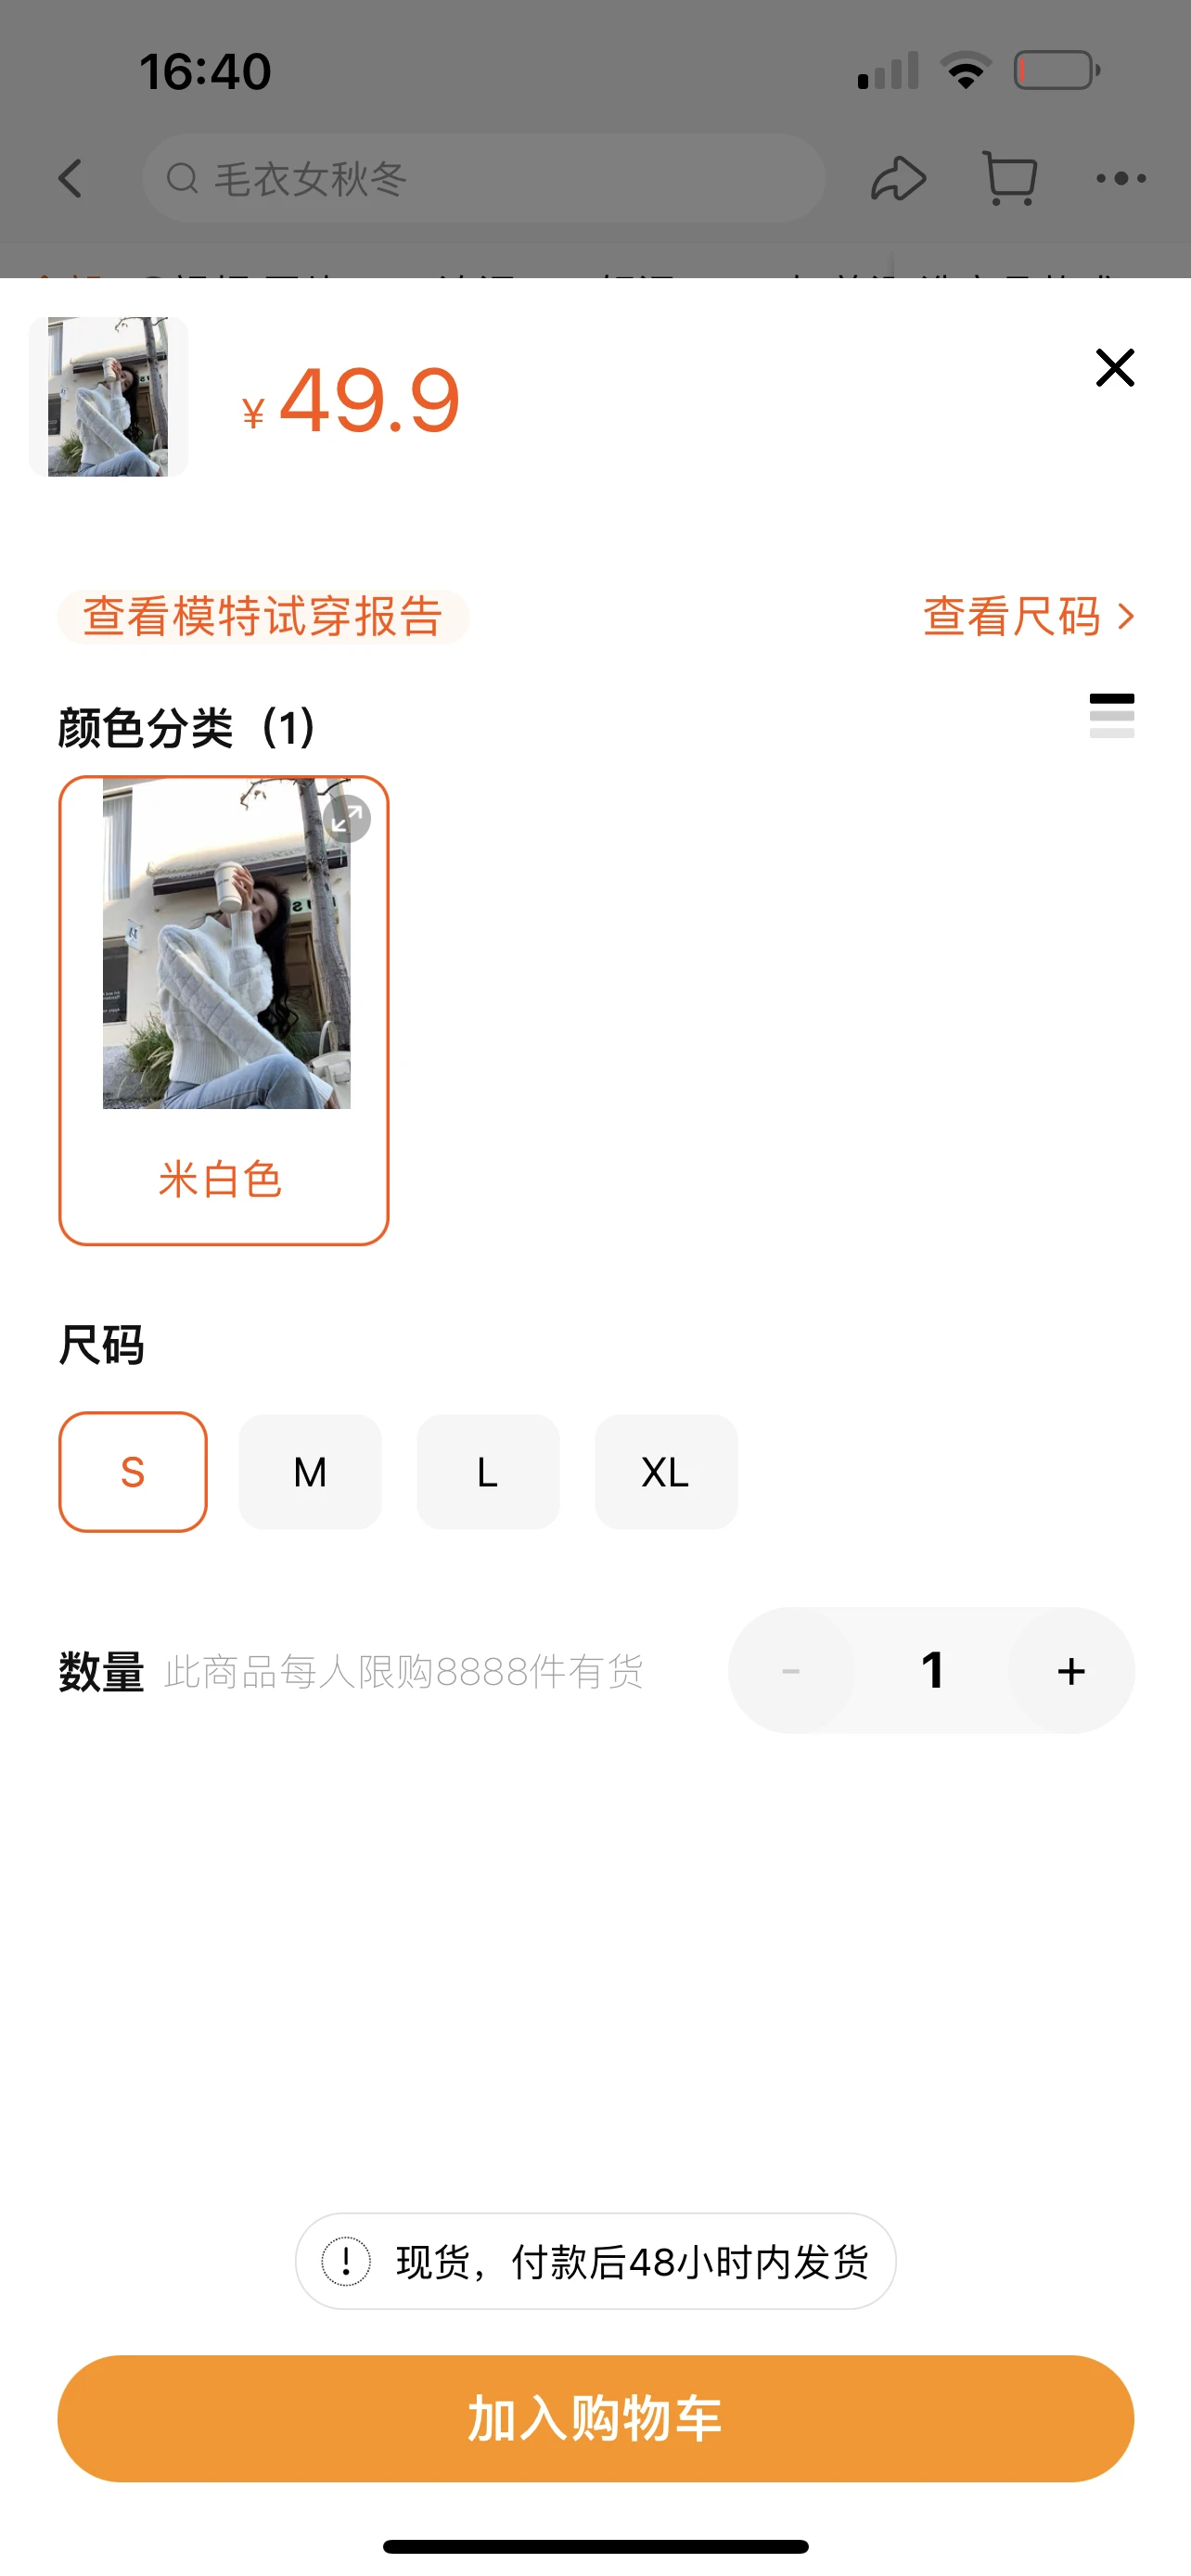 16:40
毛衣女秋冬
¥49.9
查看模特试穿报告
查看尺码 >
颜色分类（1）
米白色
尺码
S M L XL
数量 此商品每人限购8888件有货 - 1 +
现货，付款后48小时内发货
加入购物车